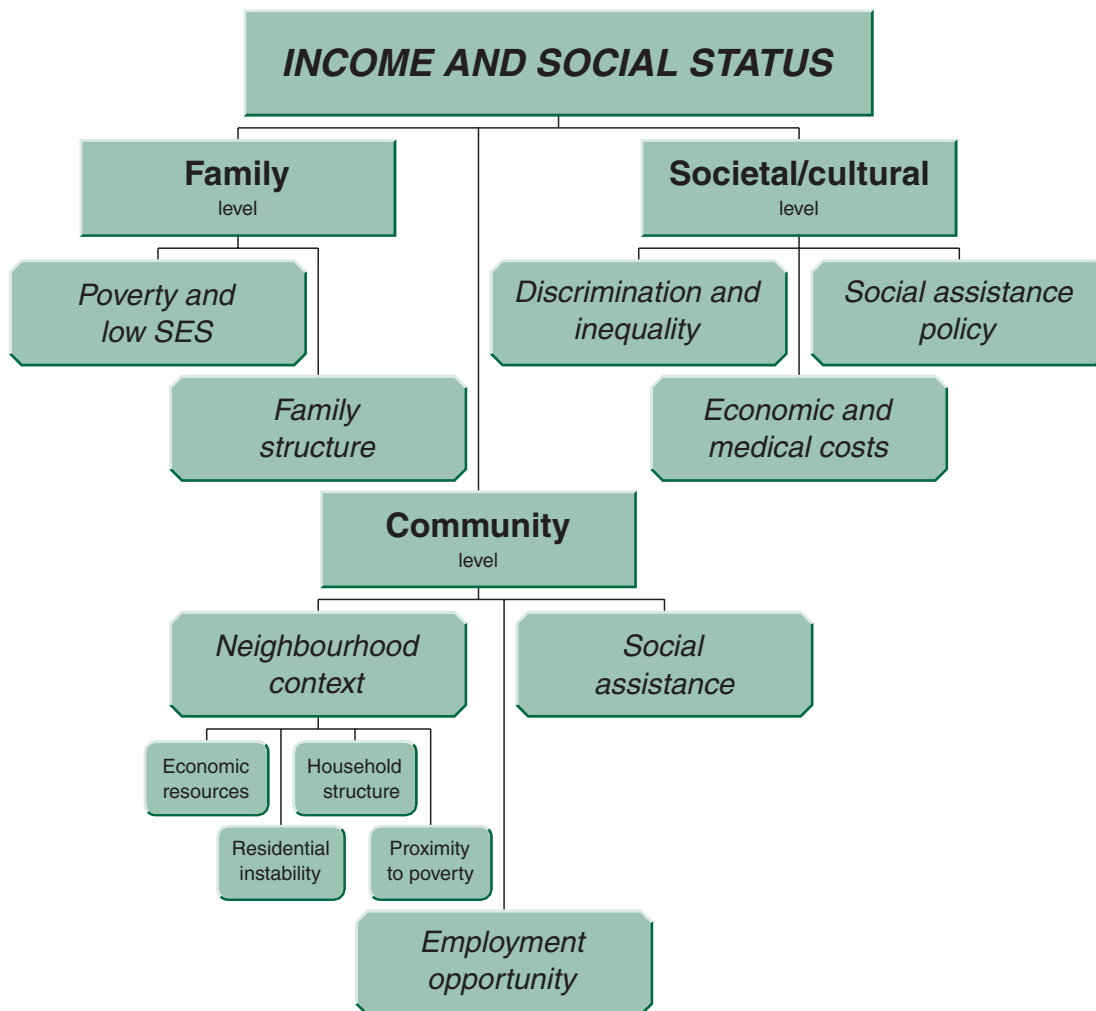 INCOME AND SOCIAL STATUS
Family
level
Societal/cultural
level
Poverty and
low SES
Discrimination and
inequality
Social assistance
policy
Family
structure
Economic and
medical costs
Community
level
Neighbourhood
context
Social
assistance
Economic
resources
Household
structure
Residential
instability
Proximity
to poverty
Employment
opportunity